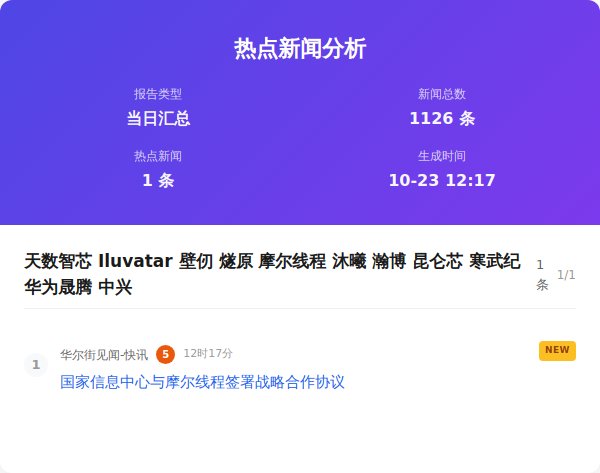 热点新闻分析
报告类型
当日汇总
新闻总数
1126 条
热点新闻
1 条
生成时间
10-23 12:17
天数智芯 Iluvatar 壁仞 燧原 摩尔线程 沐曦 瀚博 昆仑芯 寒武纪
华为晟腾 中兴
1
条
1/1
1
华尔街见闻-快讯 5 12时17分
NEW
国家信息中心与摩尔线程签署战略合作协议